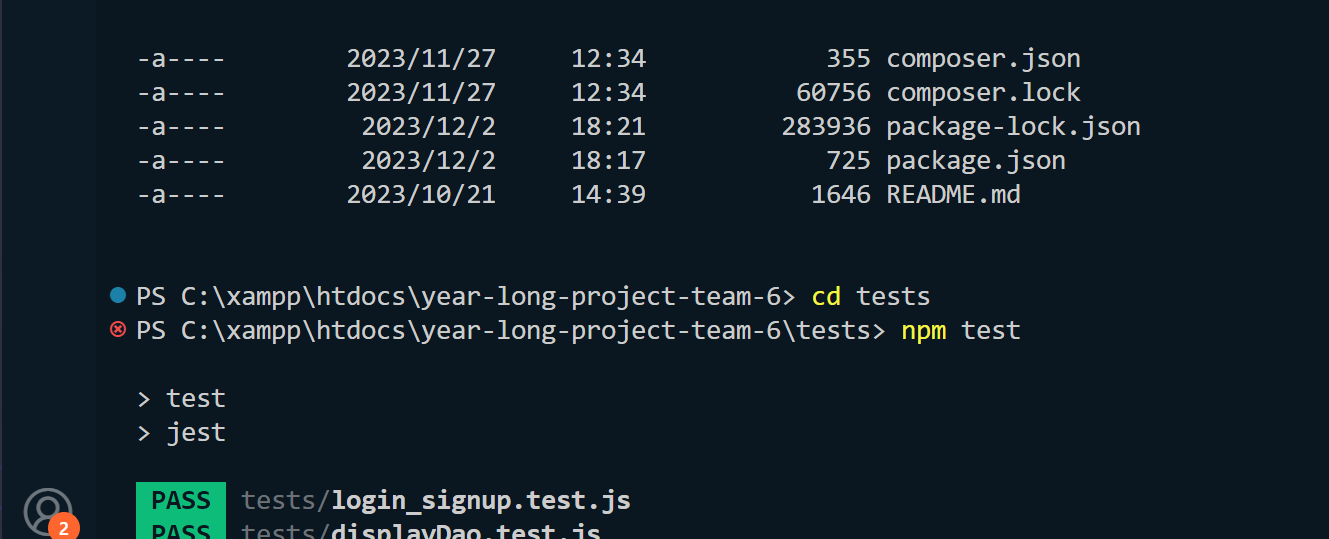 -a---- 2023/11/27 12:34 355 composer.json
-a---- 2023/11/27 12:34 60756 composer.lock
-a---- 2023/12/2 18:21 283936 package-lock.json
-a---- 2023/12/2 18:17 725 package.json
-a---- 2023/10/21 14:39 1646 README.md
PS C:\xampp\htdocs\year-long-project-team-6> cd tests
PS C:\xampp\htdocs\year-long-project-team-6\tests> npm test
> test
> jest
PASS tests/login_signup.test.js
PASS tests/displayDao.test.js
2